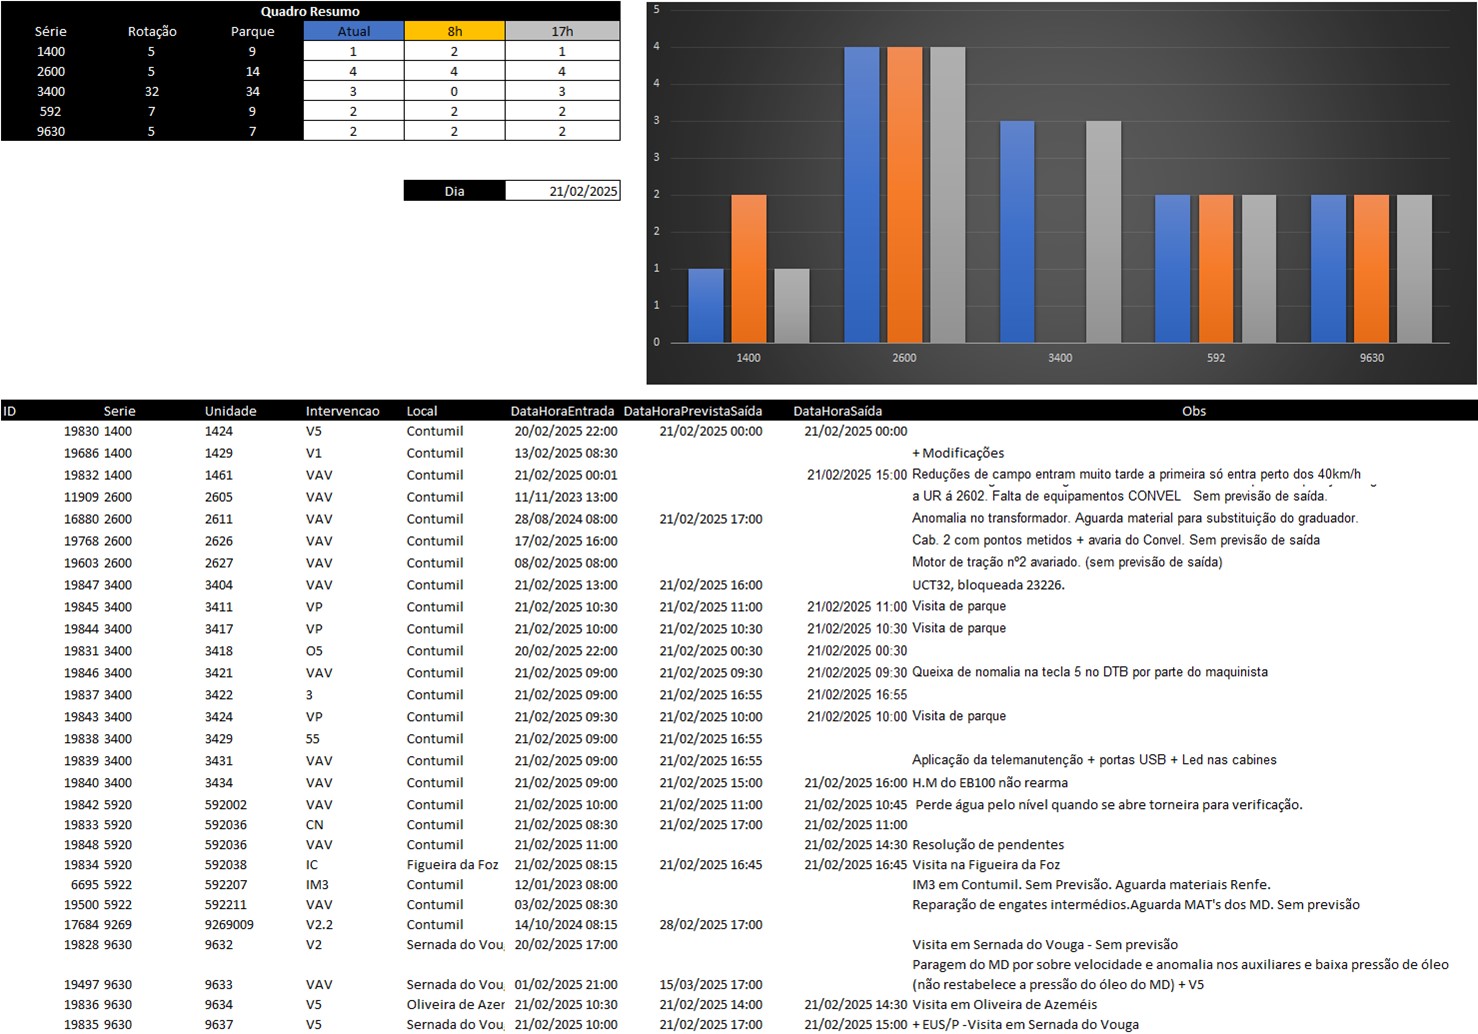 Quadro Resumo
Série Rotação Parque Atual 8h 17h
1400 5 9 1 2 1
2600 5 14 4 4 4
3400 32 34 3 0 3
592 7 9 2 2 2
9630 5 7 2 2 2
Dia 21/02/2025
5
4
4
3
3
2
2
1
1
0
1400 2600 3400 592 9630
ID Serie Unidade Intervencao Local DataHoraEntrada DataHoraPrevistaSaída DataHoraSaída Obs
19830 1400 1424 V5 Contumil 20/02/2025 22:00 21/02/2025 00:00 21/02/2025 00:00
19686 1400 1429 V1 Contumil 13/02/2025 08:30 + Modificações
19832 1400 1461 VAV Contumil 21/02/2025 00:01 21/02/2025 15:00 Reduções de campo entram muito tarde a primeira só entra perto dos 40km/h
11909 2600 2605 VAV Contumil 11/11/2023 13:00 a UR á 2602. Falta de equipamentos CONVEL Sem previsão de saída.
16880 2600 2611 VAV Contumil 28/08/2024 08:00 21/02/2025 17:00 Anomalia no transformador. Aguarda material para substituição do graduador.
19768 2600 2626 VAV Contumil 17/02/2025 16:00 Cab. 2 com pontos metidos + avaria do Convel. Sem previsão de saída
19603 2600 2627 VAV Contumil 08/02/2025 08:00 Motor de tração nº2 avariado. (sem previsão de saída)
19847 3400 3404 VAV Contumil 21/02/2025 13:00 21/02/2025 16:00 UCT32, bloqueada 23226.
19845 3400 3411 VP Contumil 21/02/2025 10:30 21/02/2025 11:00 21/02/2025 11:00 Visita de parque
19844 3400 3417 VP Contumil 21/02/2025 10:00 21/02/2025 10:30 21/02/2025 10:30 Visita de parque
19831 3400 3418 O5 Contumil 20/02/2025 22:00 21/02/2025 00:30 21/02/2025 00:30
19846 3400 3421 VAV Contumil 21/02/2025 09:00 21/02/2025 09:30 21/02/2025 09:30 Queixa de nomalia na tecla 5 no DTB por parte do maquinista
19837 3400 3422 3 Contumil 21/02/2025 09:00 21/02/2025 16:55 21/02/2025 16:55
19843 3400 3424 VP Contumil 21/02/2025 09:30 21/02/2025 10:00 21/02/2025 10:00 Visita de parque
19838 3400 3429 55 Contumil 21/02/2025 09:00 21/02/2025 16:55
19839 3400 3431 VAV Contumil 21/02/2025 09:00 21/02/2025 16:55 Aplicação da telemanutenção + portas USB + Led nas cabines
19840 3400 3434 VAV Contumil 21/02/2025 09:00 21/02/2025 15:00 21/02/2025 16:00 H.M do EB100 não rearma
19842 5920 592002 VAV Contumil 21/02/2025 10:00 21/02/2025 11:00 21/02/2025 10:45 Perde água pelo nível quando se abre torneira para verificação.
19833 5920 592036 CN Contumil 21/02/2025 08:30 21/02/2025 17:00 21/02/2025 11:00
19848 5920 592036 VAV Contumil 21/02/2025 11:00 21/02/2025 14:30 Resolução de pendentes
19834 5920 592038 IC Figueira da Foz 21/02/2025 08:15 21/02/2025 16:45 21/02/2025 16:45 Visita na Figueira da Foz
6695 5922 592207 IM3 Contumil 12/01/2023 08:00 IM3 em Contumil. Sem Previsão. Aguarda materiais Renfe.
19500 5922 592211 VAV Contumil 03/02/2025 08:30 Reparação de engates intermédios.Aguarda MAT's dos MD. Sem previsão
17684 9269 9269009 V2.2 Contumil 14/10/2024 08:15 28/02/2025 17:00
19828 9630 9632 V2 Sernada do Vou 20/02/2025 17:00 Visita em Sernada do Vouga - Sem previsão
Paragem do MD por sobre velocidade e anomalia nos auxiliares e baixa pressão de óleo
19497 9630 9633 VAV Sernada do Vou 01/02/2025 21:00 15/03/2025 17:00 (não restabelece a pressão do óleo do MD) + V5
19836 9630 9634 V5 Oliveira de Azer 21/02/2025 10:30 21/02/2025 14:00 21/02/2025 14:30 Visita em Oliveira de Azeméis
19835 9630 9637 V5 Sernada do Vou 21/02/2025 10:00 21/02/2025 17:00 21/02/2025 15:00 + EUS/P -Visita em Sernada do Vouga